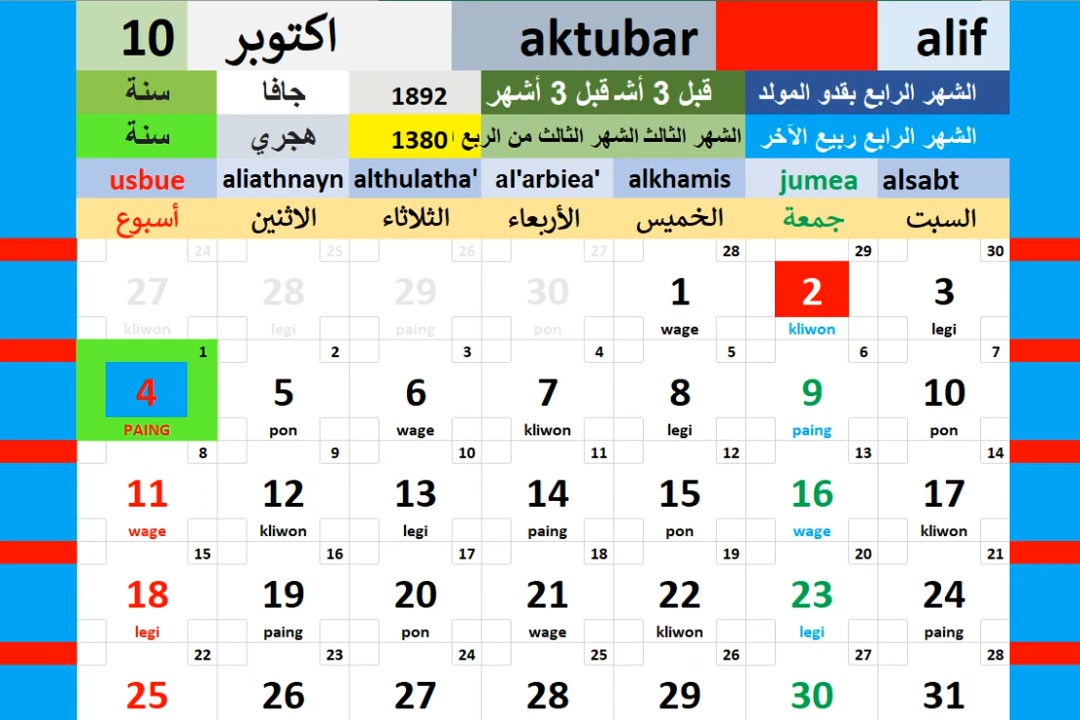 10 اكتوبر aktubar alif
سنة جافا 1892 قبل 3 أشـ قبل 3 أشهر الشهر الرابع بقدو المولد
سنة هجري 1380 الشهر الثالث الشهر الثالث من الربع ا الشهر الرابع ربيع الآخر
usbue aliathnayn althulatha' al'arbiea' alkhamis jumea alsabt
أسبوع الاثنين الثلاثاء الأربعاء الخميس جمعة السبت
24 25 26 27 28 29 30
27 28 29 30 1 2 3
kliwon legi paing pon wage kliwon legi
1 2 3 4 5 6 7
4 5 6 7 8 9 10
PAING pon wage kliwon legi paing pon
8 9 10 11 12 13 14
11 12 13 14 15 16 17
wage kliwon legi paing pon wage kliwon
15 16 17 18 19 20 21
18 19 20 21 22 23 24
legi paing pon wage kliwon legi paing
22 23 24 25 26 27 28
25 26 27 28 29 30 31